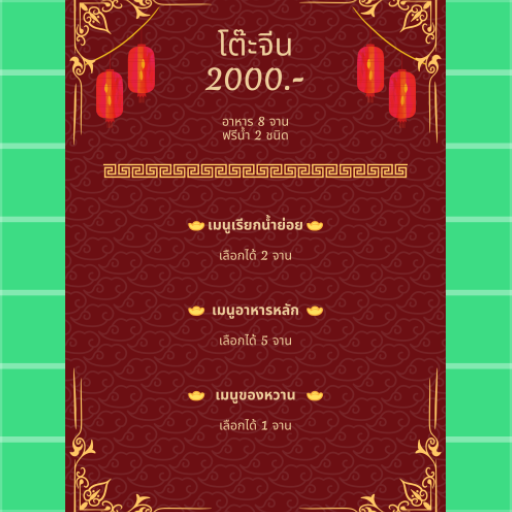 โต๊ะจีน
2000.-
อาหาร 8 จาน
ฟรีน้ำ 2 ชนิด
เมนูเรียกน้ำย่อย
เลือกได้ 2 จาน
เมนูอาหารหลัก
เลือกได้ 5 จาน
เมนูของหวาน
เลือกได้ 1 จาน